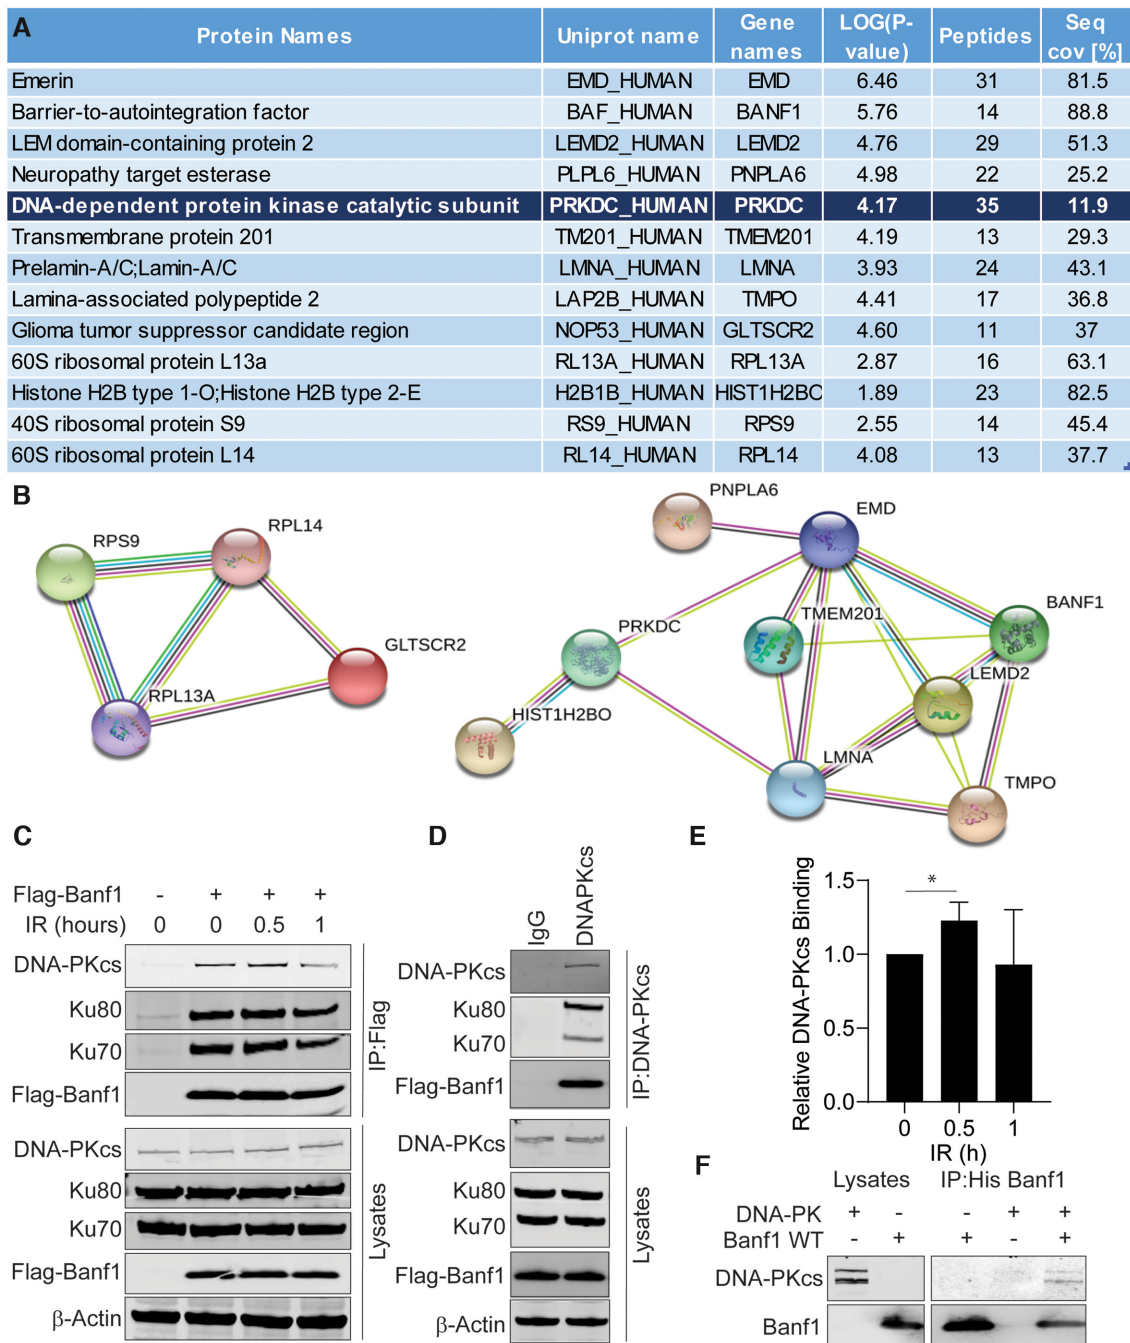 A
Protein Names Uniprot name Gene names LOG(P-value) Peptides Seq cov [%]
Emerin EMD_HUMAN EMD 6.46 31 81.5
Barrier-to-autointegration factor BAF_HUMAN BANF1 5.76 14 88.8
LEM domain-containing protein 2 LEMD2_HUMAN LEMD2 4.76 29 51.3
Neuropathy target esterase PLPL6_HUMAN PNPLA6 4.98 22 25.2
DNA-dependent protein kinase catalytic subunit PRKDC_HUMAN PRKDC 4.17 35 11.9
Transmembrane protein 201 TM201_HUMAN TMEM201 4.19 13 29.3
Prelamin-A/C;Lamin-A/C LMNA_HUMAN LMNA 3.93 24 43.1
Lamina-associated polypeptide 2 LAP2B_HUMAN TMPO 4.41 17 36.8
Glioma tumor suppressor candidate region NOP53_HUMAN GLTSCR2 4.60 11 37
60S ribosomal protein L13a RL13A_HUMAN RPL13A 2.87 16 63.1
Histone H2B type 1-O;Histone H2B type 2-E H2B1B_HUMAN HIST1H2BO 1.89 23 82.5
40S ribosomal protein S9 RS9_HUMAN RPS9 2.55 14 45.4
60S ribosomal protein L14 RL14_HUMAN RPL14 4.08 13 37.7
B
RPS9
RPL14
GLTSCR2
RPL13A
PNPLA6
EMD
BANF1
TMEM201
PRKDC
LEMD2
HIST1H2BO
LMNA
TMPO
C
Flag-Banf1 - + + +
IR (hours) 0 0 0.5 1
DNA-PKcs
Ku80
Ku70
Flag-Banf1
IP:Flag
DNA-PKcs
Ku80
Ku70
Flag-Banf1
β-Actin
Lysates
D
IgG DNAPKcs
DNA-PKcs
Ku80
Ku70
Flag-Banf1
IP:DNA-PKcs
DNA-PKcs
Ku80
Ku70
Flag-Banf1
β-Actin
Lysates
E
Relative DNA-PKcs Binding
1.5
1.0
0.5
0.0
*
0 0.5 1
IR (h)
F
Lysates IP:His Banf1
DNA-PK + - - + +
Banf1 WT - + + - +
DNA-PKcs
Banf1